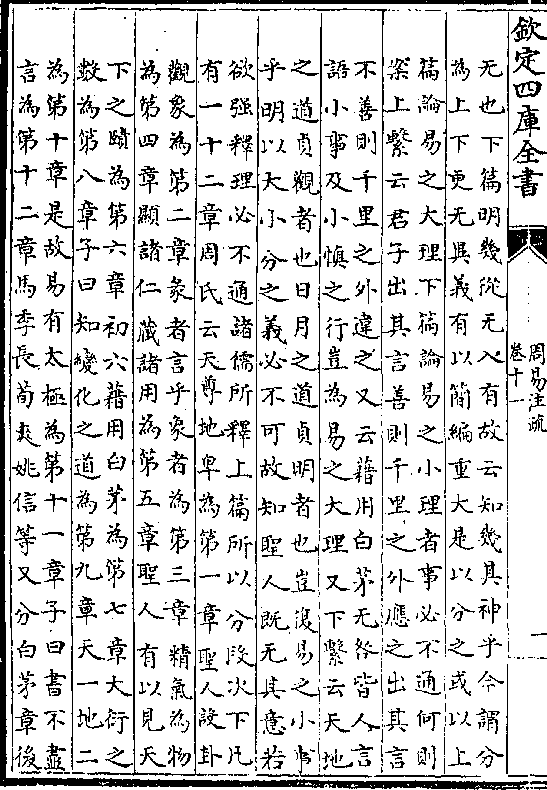 欽定四庫全書
周易注疏
卷十一
一
无也下篇明幾從无入有故云知幾其神乎今謂分
為上下更无異義有以簡編重大是以分之或以上
篇論易之大理下篇論易之小理者事必不通何則
案上繫云君子出其言善則千里之外應之出其言
不善則千里之外違之又云藉用白茅无咎皆人言
語小事及小慎之行豈為易之大理又下繫云天地
之道貞觀者也日月之道貞明者也豈復易之小事
乎明以大小分之義必不可故知聖人既无其意若
欲强釋理必不通諸儒所釋上篇所以分段次下凡
有一十二章周氏云天尊地卑為第一章聖人設卦
觀象為第二章彖者言乎象者為第三章精氣為物
為第四章顯諸仁藏諸用為第五章聖人有以見天
下之賾為第六章初六藉用白茅為第七章大衍之
數為第八章子曰知變化之道為第九章天一地二
為第十章是故易有太極為第十一章子曰書不盡
言為第十二章馬季長荀爽姚信等又分白茅章後